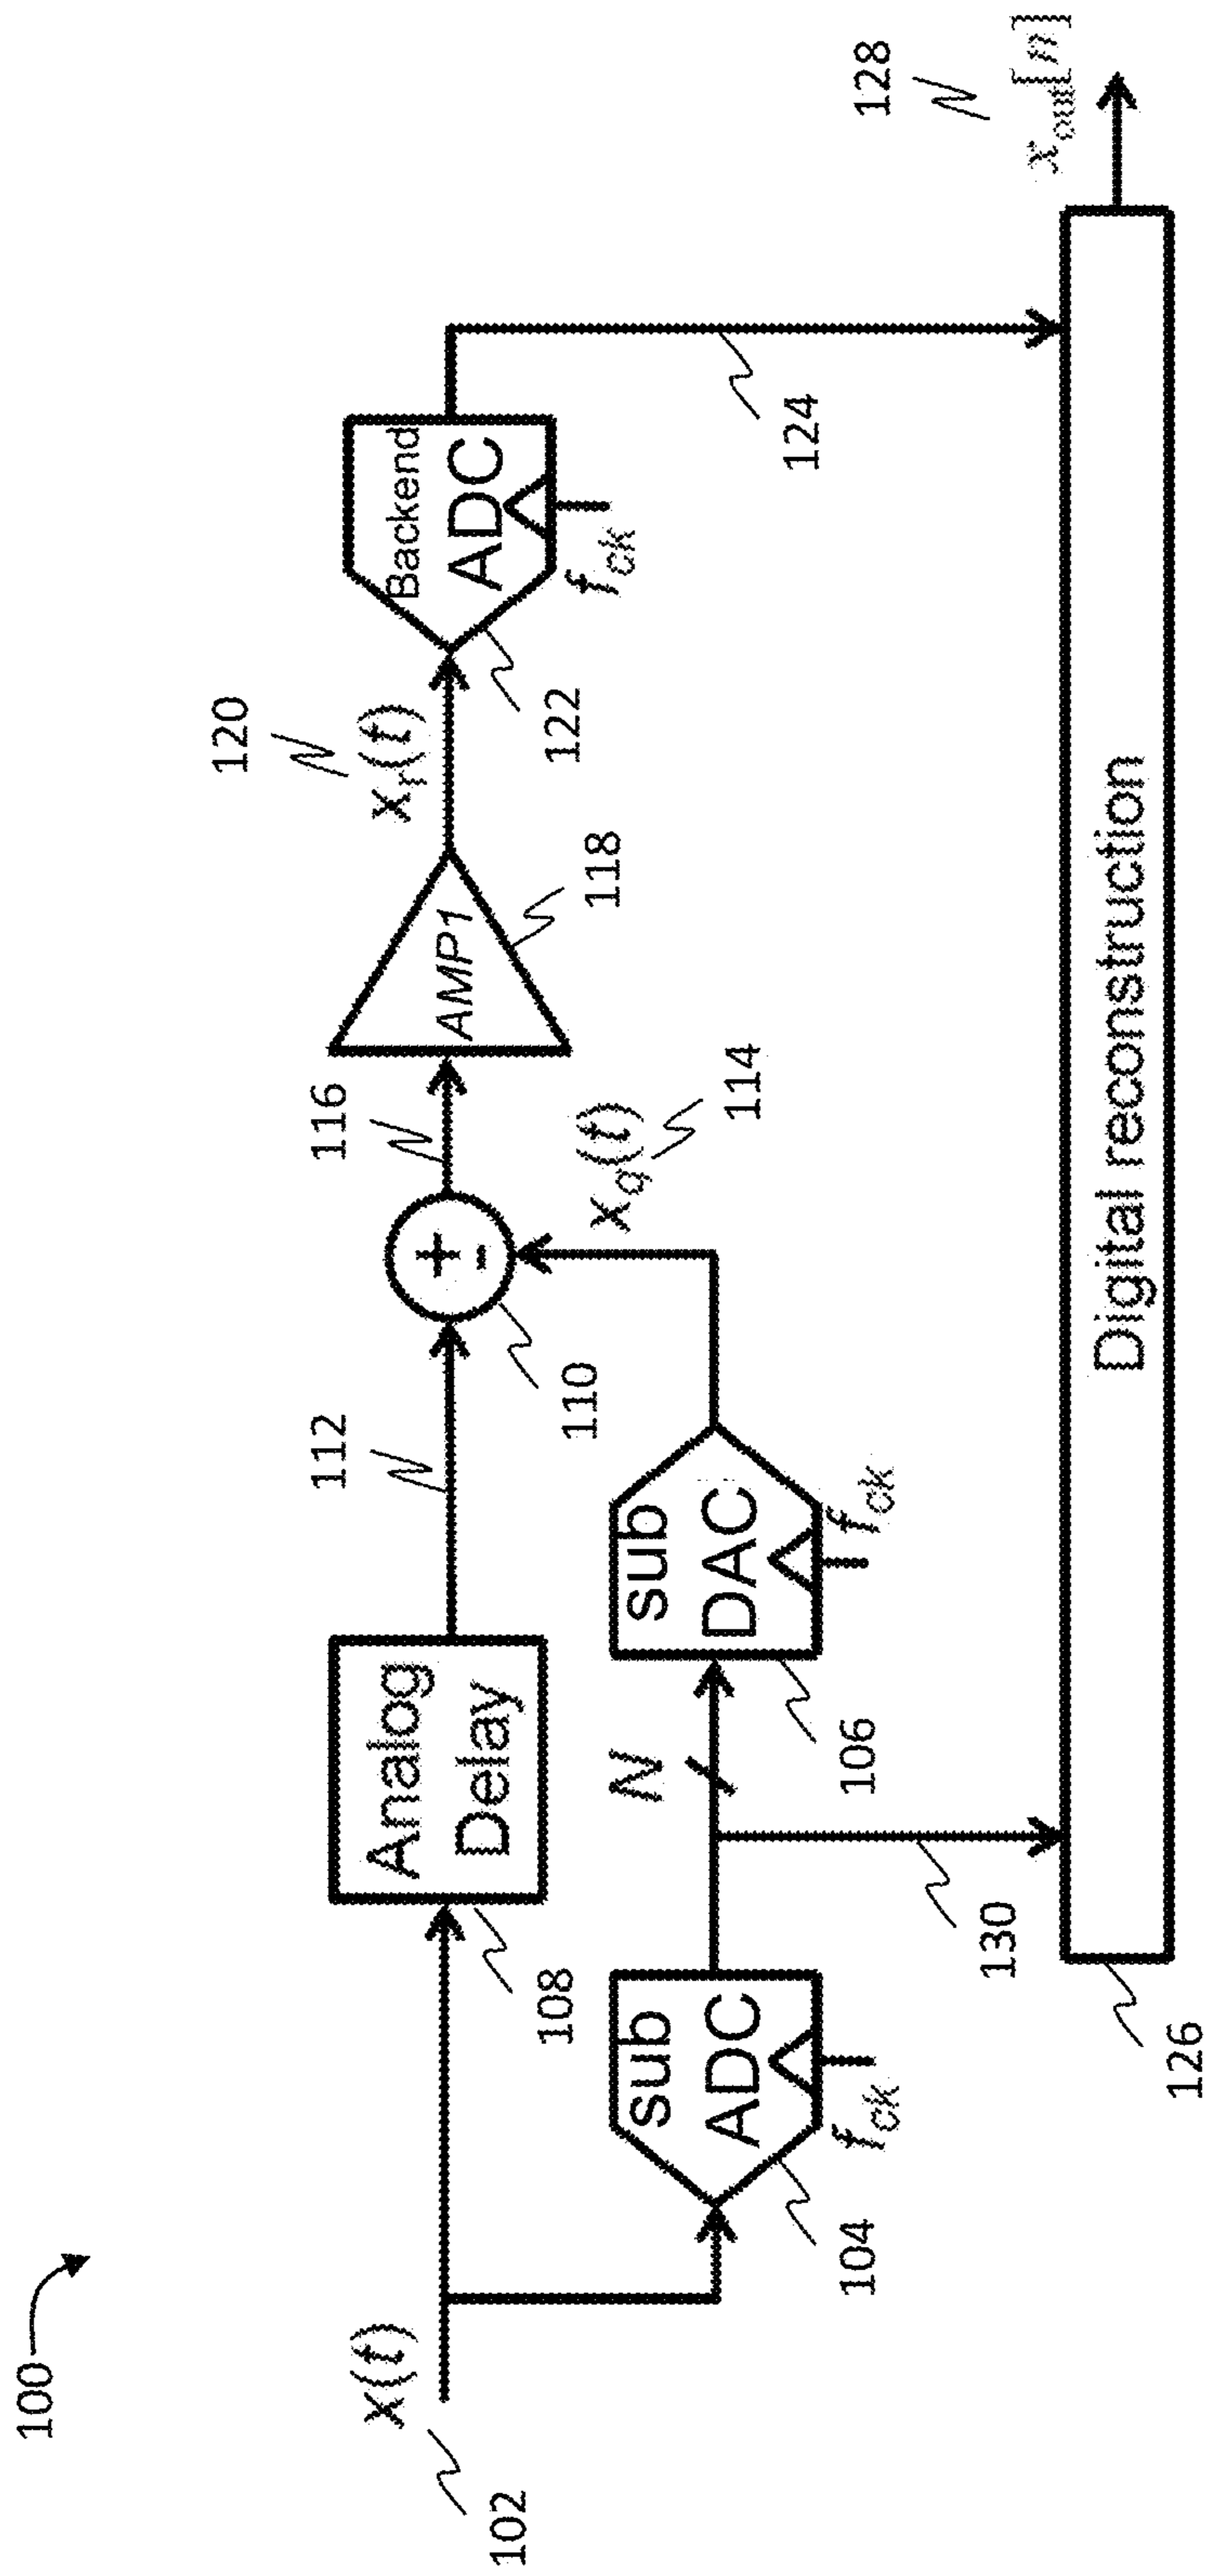 100
x(t)
102
Analog
Delay
108
112
110
116
AMP1
118
120
x_r(t)
Backend
ADC
122
f_ck
124
sub
ADC
104
f_ck
130
N
sub
DAC
106
f_ck
x_q(t)
114
Digital reconstruction
126
128
x_out[n]